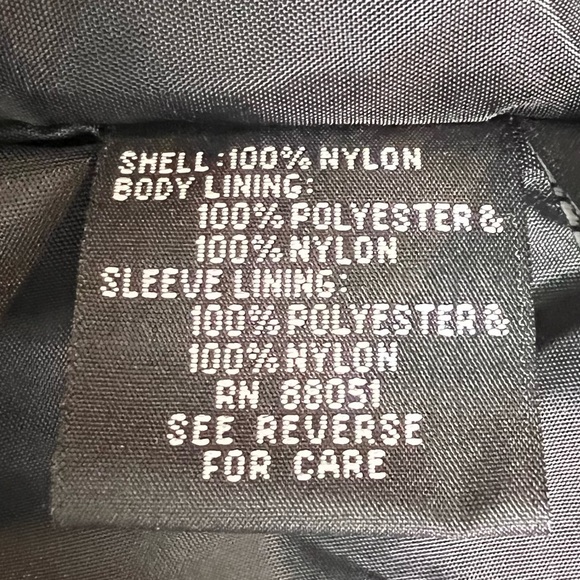 SHELL:100% NYLON
BODY LINING:
100% POLYESTER &
100% NYLON
SLEEVE LINING:
100% POLYESTER &
100% NYLON
RN 88051
SEE REVERSE
FOR CARE